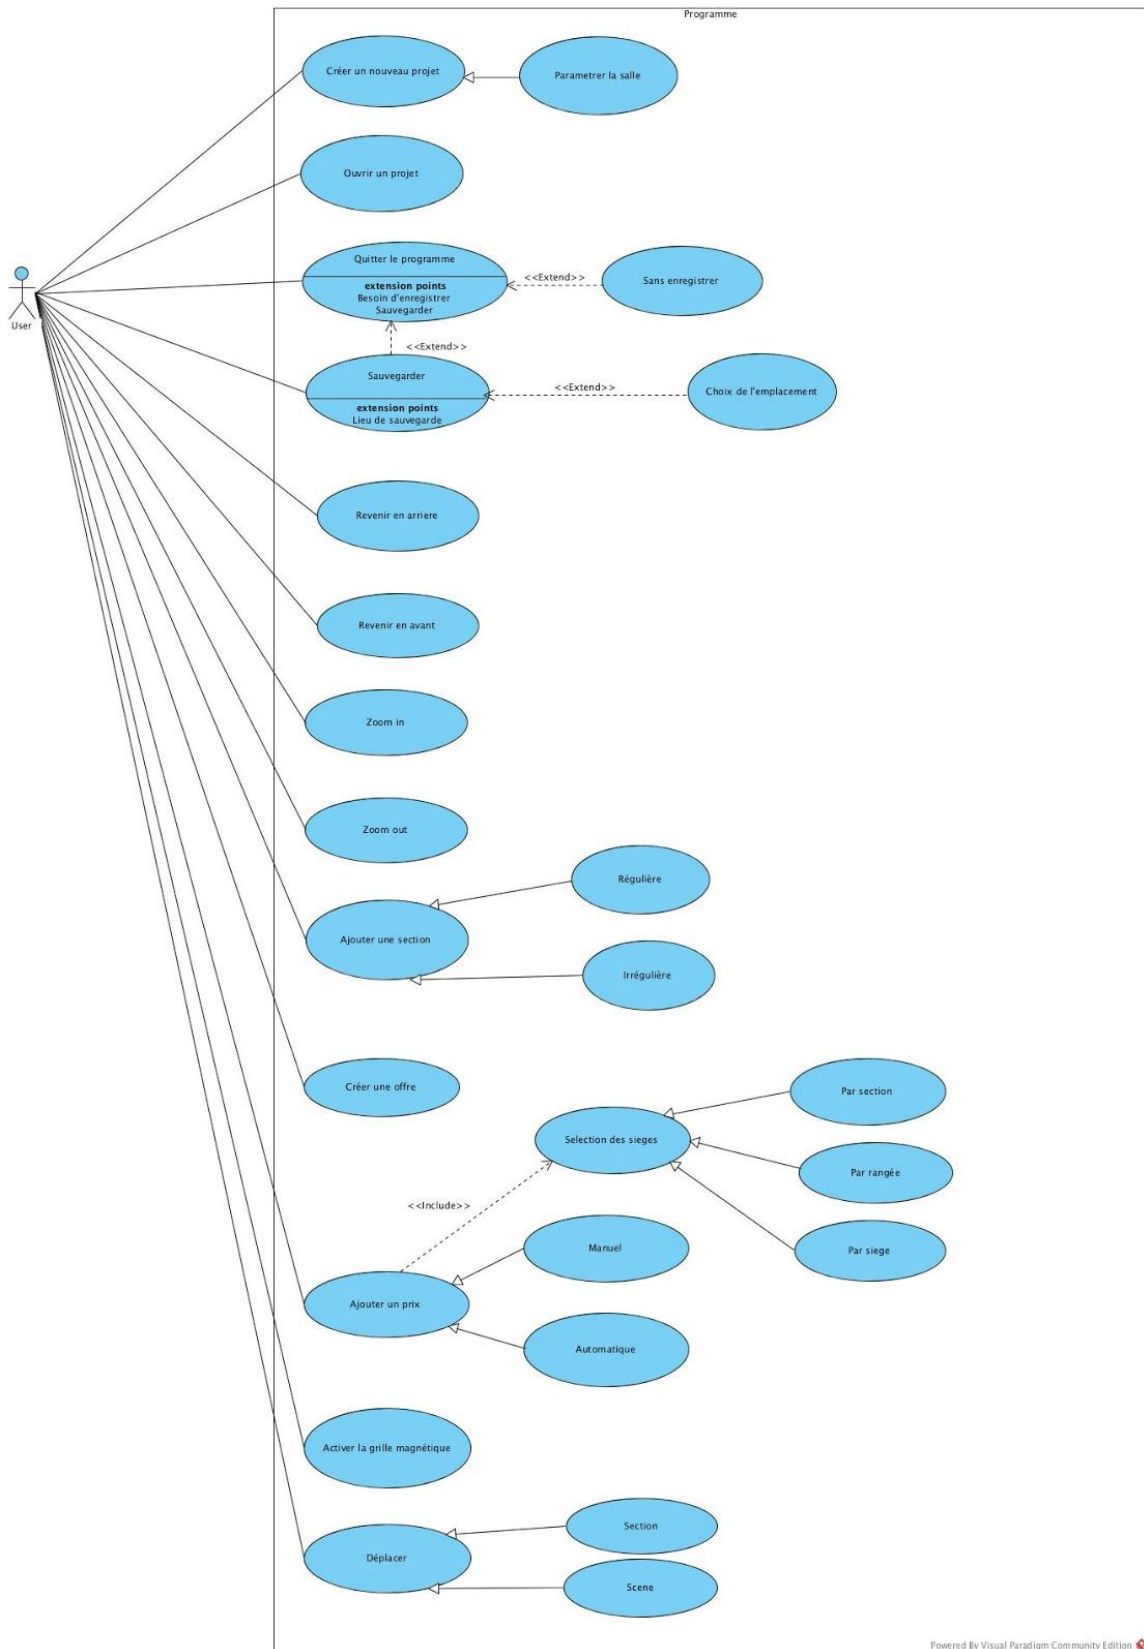 Programme
Créer un nouveau projet
Parametrer la salle
Ouvrir un projet
Quitter le programme
extension points
Besoin d'enregistrer
Sauvegarder
<<Extend>>
Sans enregistrer
User
<<Extend>>
Sauvegarder
extension points
Lieu de sauvegarde
<<Extend>>
Choix de l'emplacement
Revenir en arriere
Revenir en avant
Zoom in
Zoom out
Régulière
Ajouter une section
Irrégulière
Créer une offre
Par section
Selection des sieges
Par rangée
<<Include>>
Manuel
Par siege
Ajouter un prix
Automatique
Activer la grille magnétique
Section
Déplacer
Scene
Powered By Visual Paradigm Community Edition